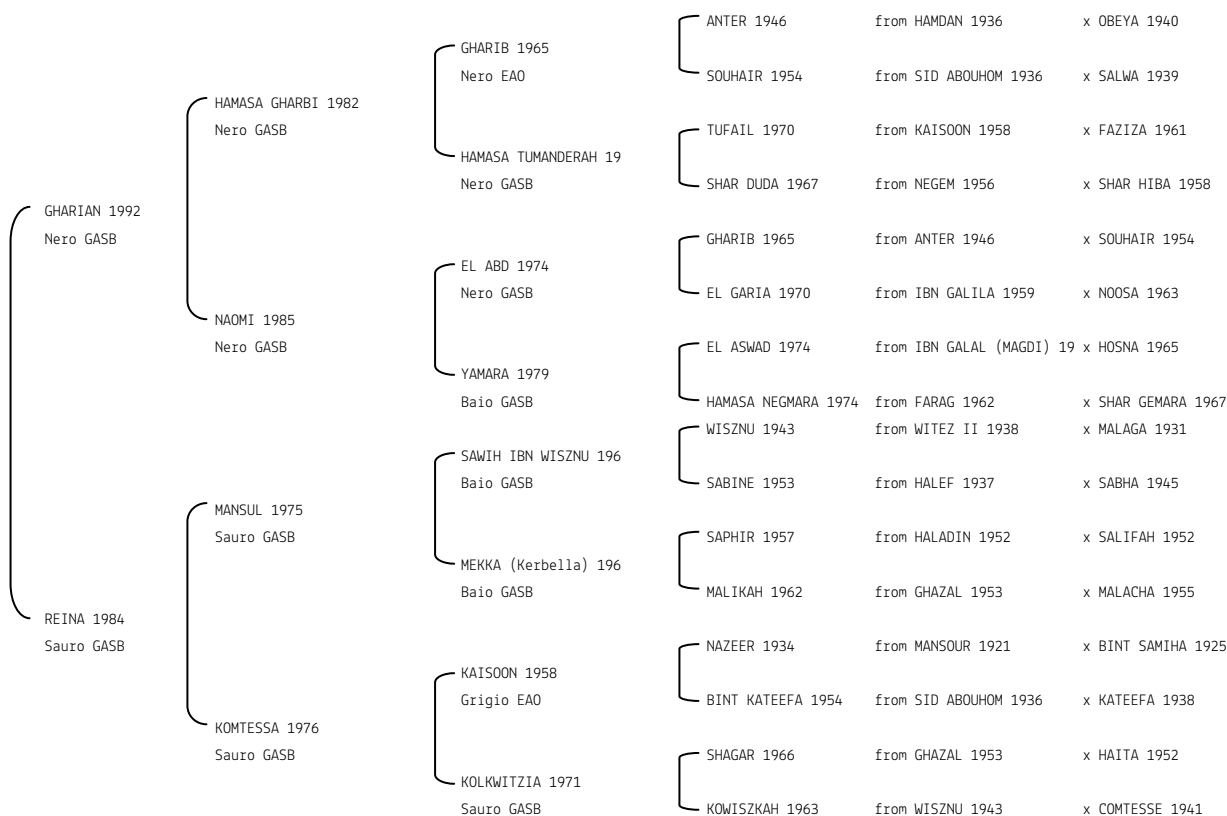 ANTER 1946 from HAMDAN 1936 x OBEYA 1940
GHARIB 1965
Nero EAO
SOUHAIR 1954 from SID ABOUHOM 1936 x SALWA 1939
HAMASA GHARBI 1982
Nero GASB
TUFAIL 1970 from KAISOON 1958 x FAZIZA 1961
HAMASA TUMANDERAH 19
Nero GASB
SHAR DUDA 1967 from NEGEM 1956 x SHAR HIBA 1958
GHARIAN 1992
Nero GASB
GHARIB 1965 from ANTER 1946 x SOUHAIR 1954
EL ABD 1974
Nero GASB
EL GARIA 1970 from IBN GALILA 1959 x NOOSA 1963
NAOMI 1985
Nero GASB
EL ASWAD 1974 from IBN GALAL (MAGDI) 19 x HOSNA 1965
YAMARA 1979
Baio GASB
HAMASA NEGMARA 1974 from FARAG 1962 x SHAR GEMARA 1967
WISZNU 1943 from WITEZ II 1938 x MALAGA 1931
SAWIH IBN WISZNU 196
Baio GASB
SABINE 1953 from HALEF 1937 x SABHA 1945
MANSUL 1975
Sauro GASB
SAPHIR 1957 from HALADIN 1952 x SALIFAH 1952
MEKKA (Kerbella) 196
Baio GASB
MALIKAH 1962 from GHAZAL 1953 x MALACHA 1955
REINA 1984
Sauro GASB
NAZEER 1934 from MANSOUR 1921 x BINT SAMIHA 1925
KAISOON 1958
Grigio EAO
BINT KATEEFA 1954 from SID ABOUHOM 1936 x KATEEFA 1938
KOMTESSA 1976
Sauro GASB
SHAGAR 1966 from GHAZAL 1953 x HAITA 1952
KOLKWITZIA 1971
Sauro GASB
KOWISZKAH 1963 from WISZNU 1943 x COMTESSE 1941